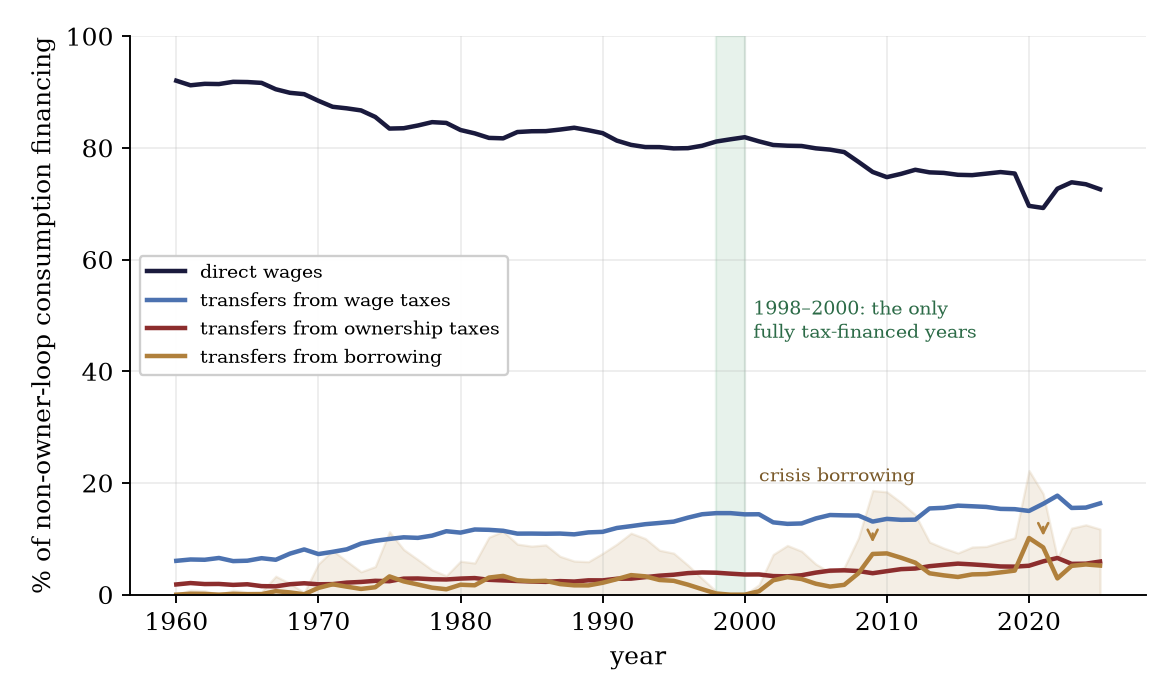 % of non-owner-loop consumption financing
100
80
60
40
20
0
direct wages
transfers from wage taxes
transfers from ownership taxes
transfers from borrowing
1998–2000: the only
fully tax-financed years
crisis borrowing
1960 1970 1980 1990 2000 2010 2020
year